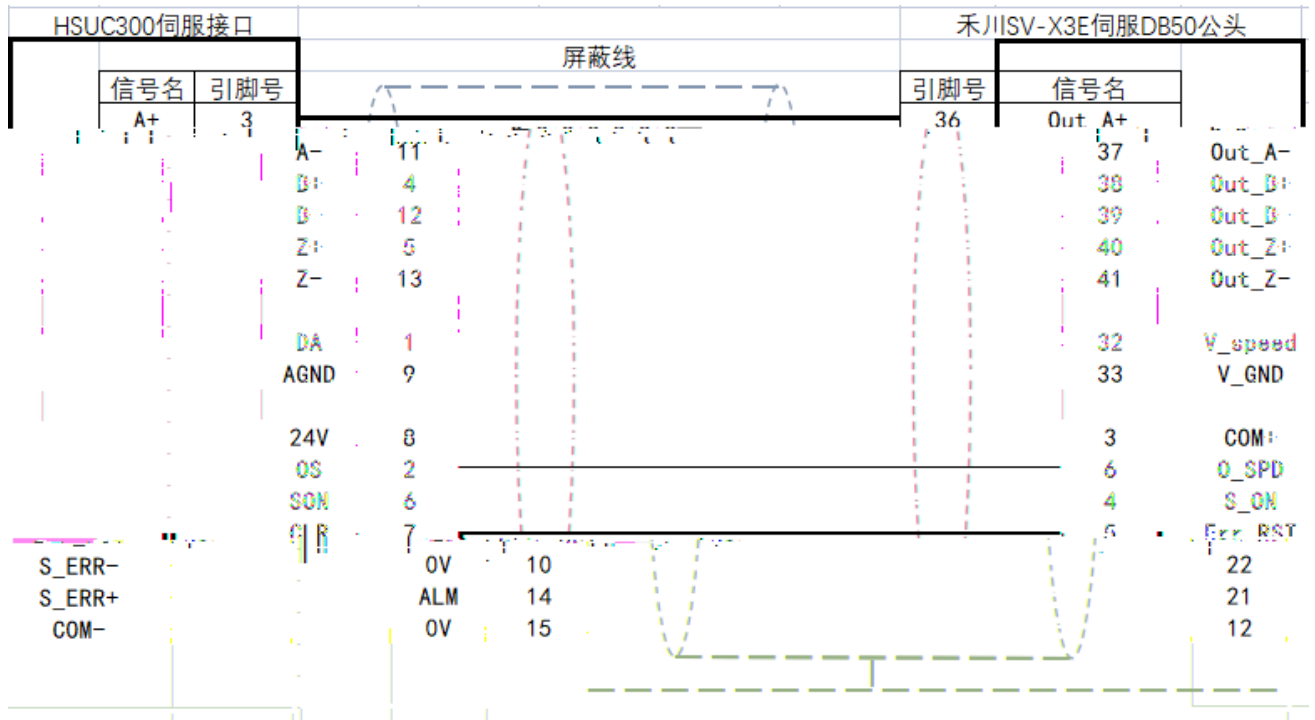 HSUC300伺服接口 禾川SV-X3E伺服DB50公头
屏蔽线
信号名 引脚号 引脚号 信号名
A+ 3 36 Out_A+
A- 11 37 Out_A-
4 38
12 39
40
Z- 13 41 Out_Z-
DA 1 32 V_speed
AGND 9 33 V_GND
24V 8 3
OS 2 6 O_SPD
SON 6 4 S_ON
7 5 Err_RST
S_ERR- 0V 10 22
S_ERR+ ALM 14 21
COM- 0V 15 12